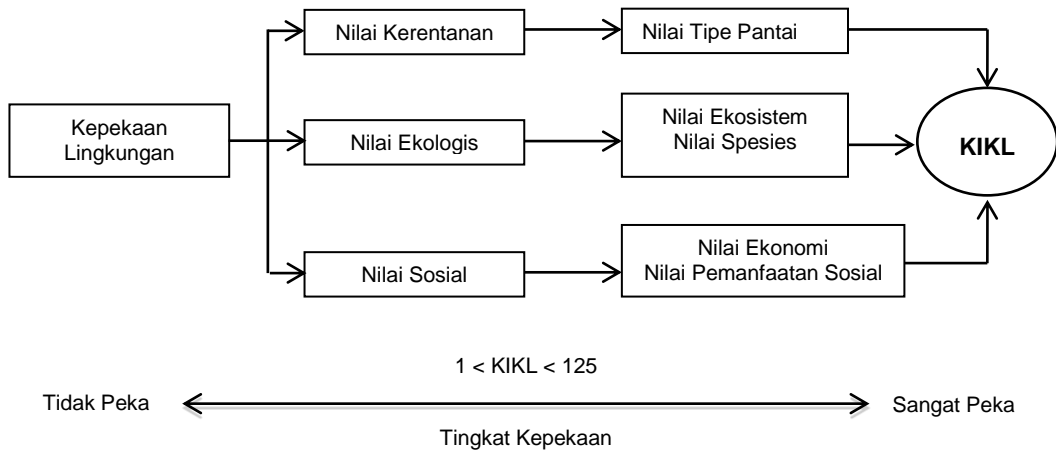 Kepekaan
Lingkungan
Nilai Kerentanan
Nilai Tipe Pantai
Nilai Ekologis
Nilai Ekosistem
Nilai Spesies
Nilai Sosial
Nilai Ekonomi
Nilai Pemanfaatan Sosial
KIKL
1 < KIKL < 125
Tidak Peka
Sangat Peka
Tingkat Kepekaan